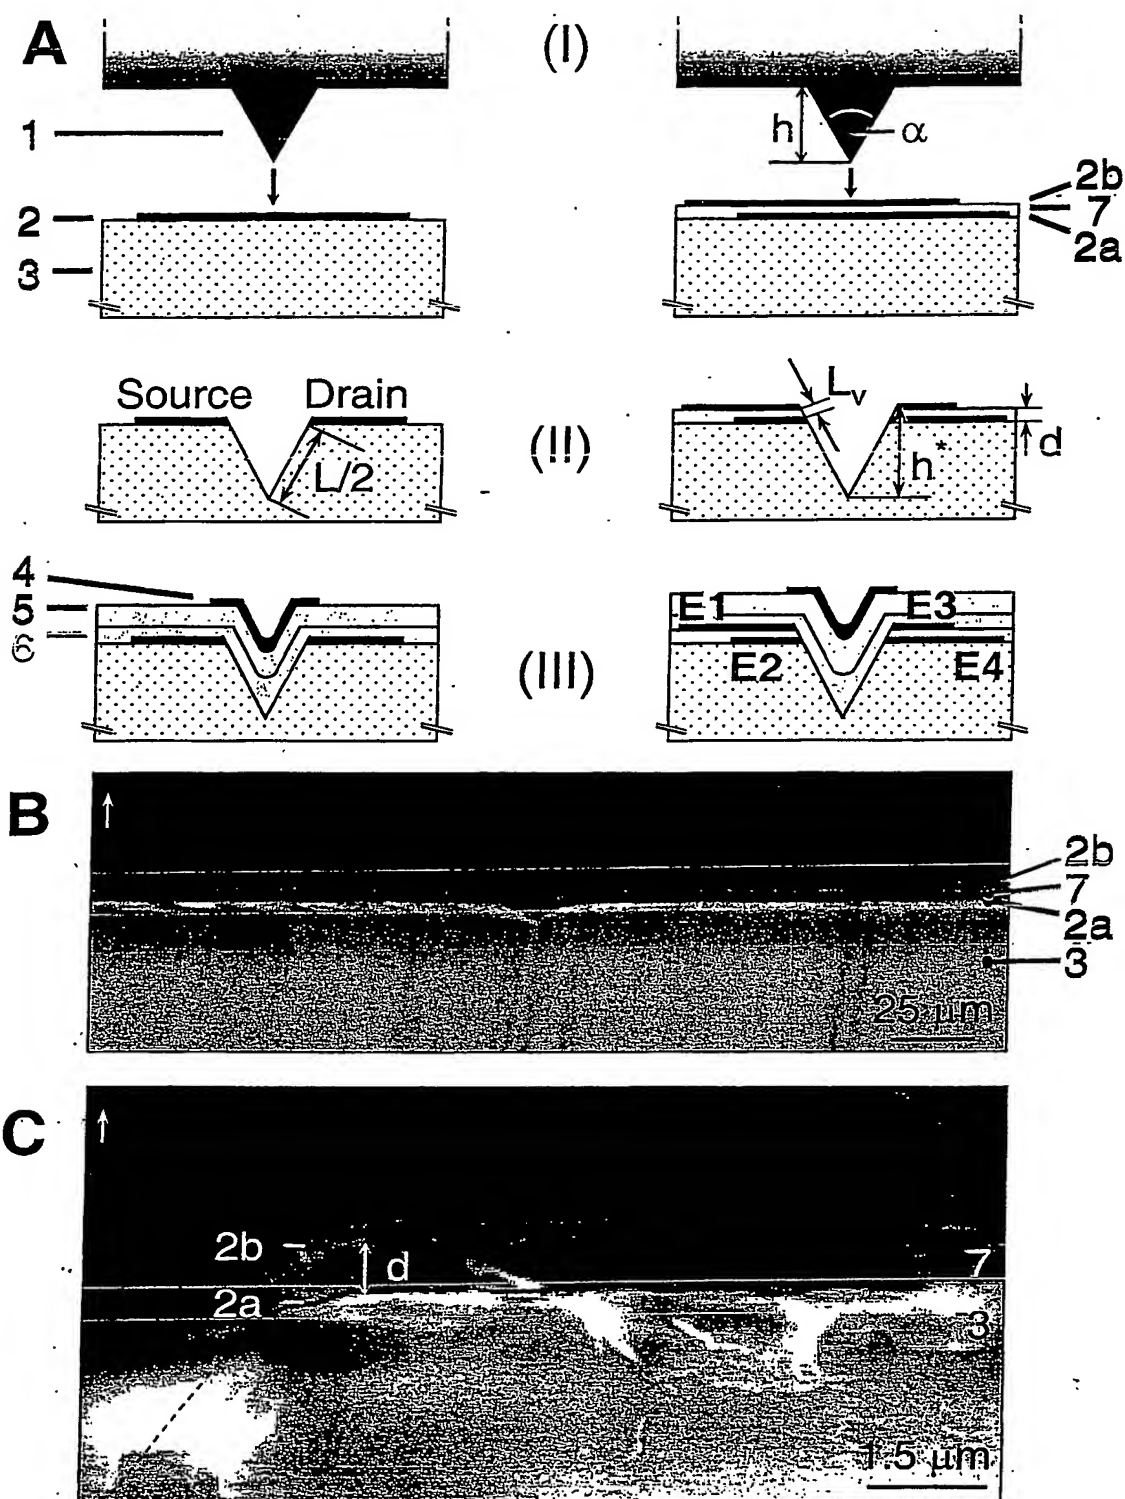 A
(I)
1
h
α
2
3
2b
7
2a
Source
Drain
L/2
(II)
Lv
h*
d
4
5
6
(III)
E1
E3
E2
E4
B
2b
7
2a
3
25 μm
C
2b
d
2a
7
3
1.5 μm